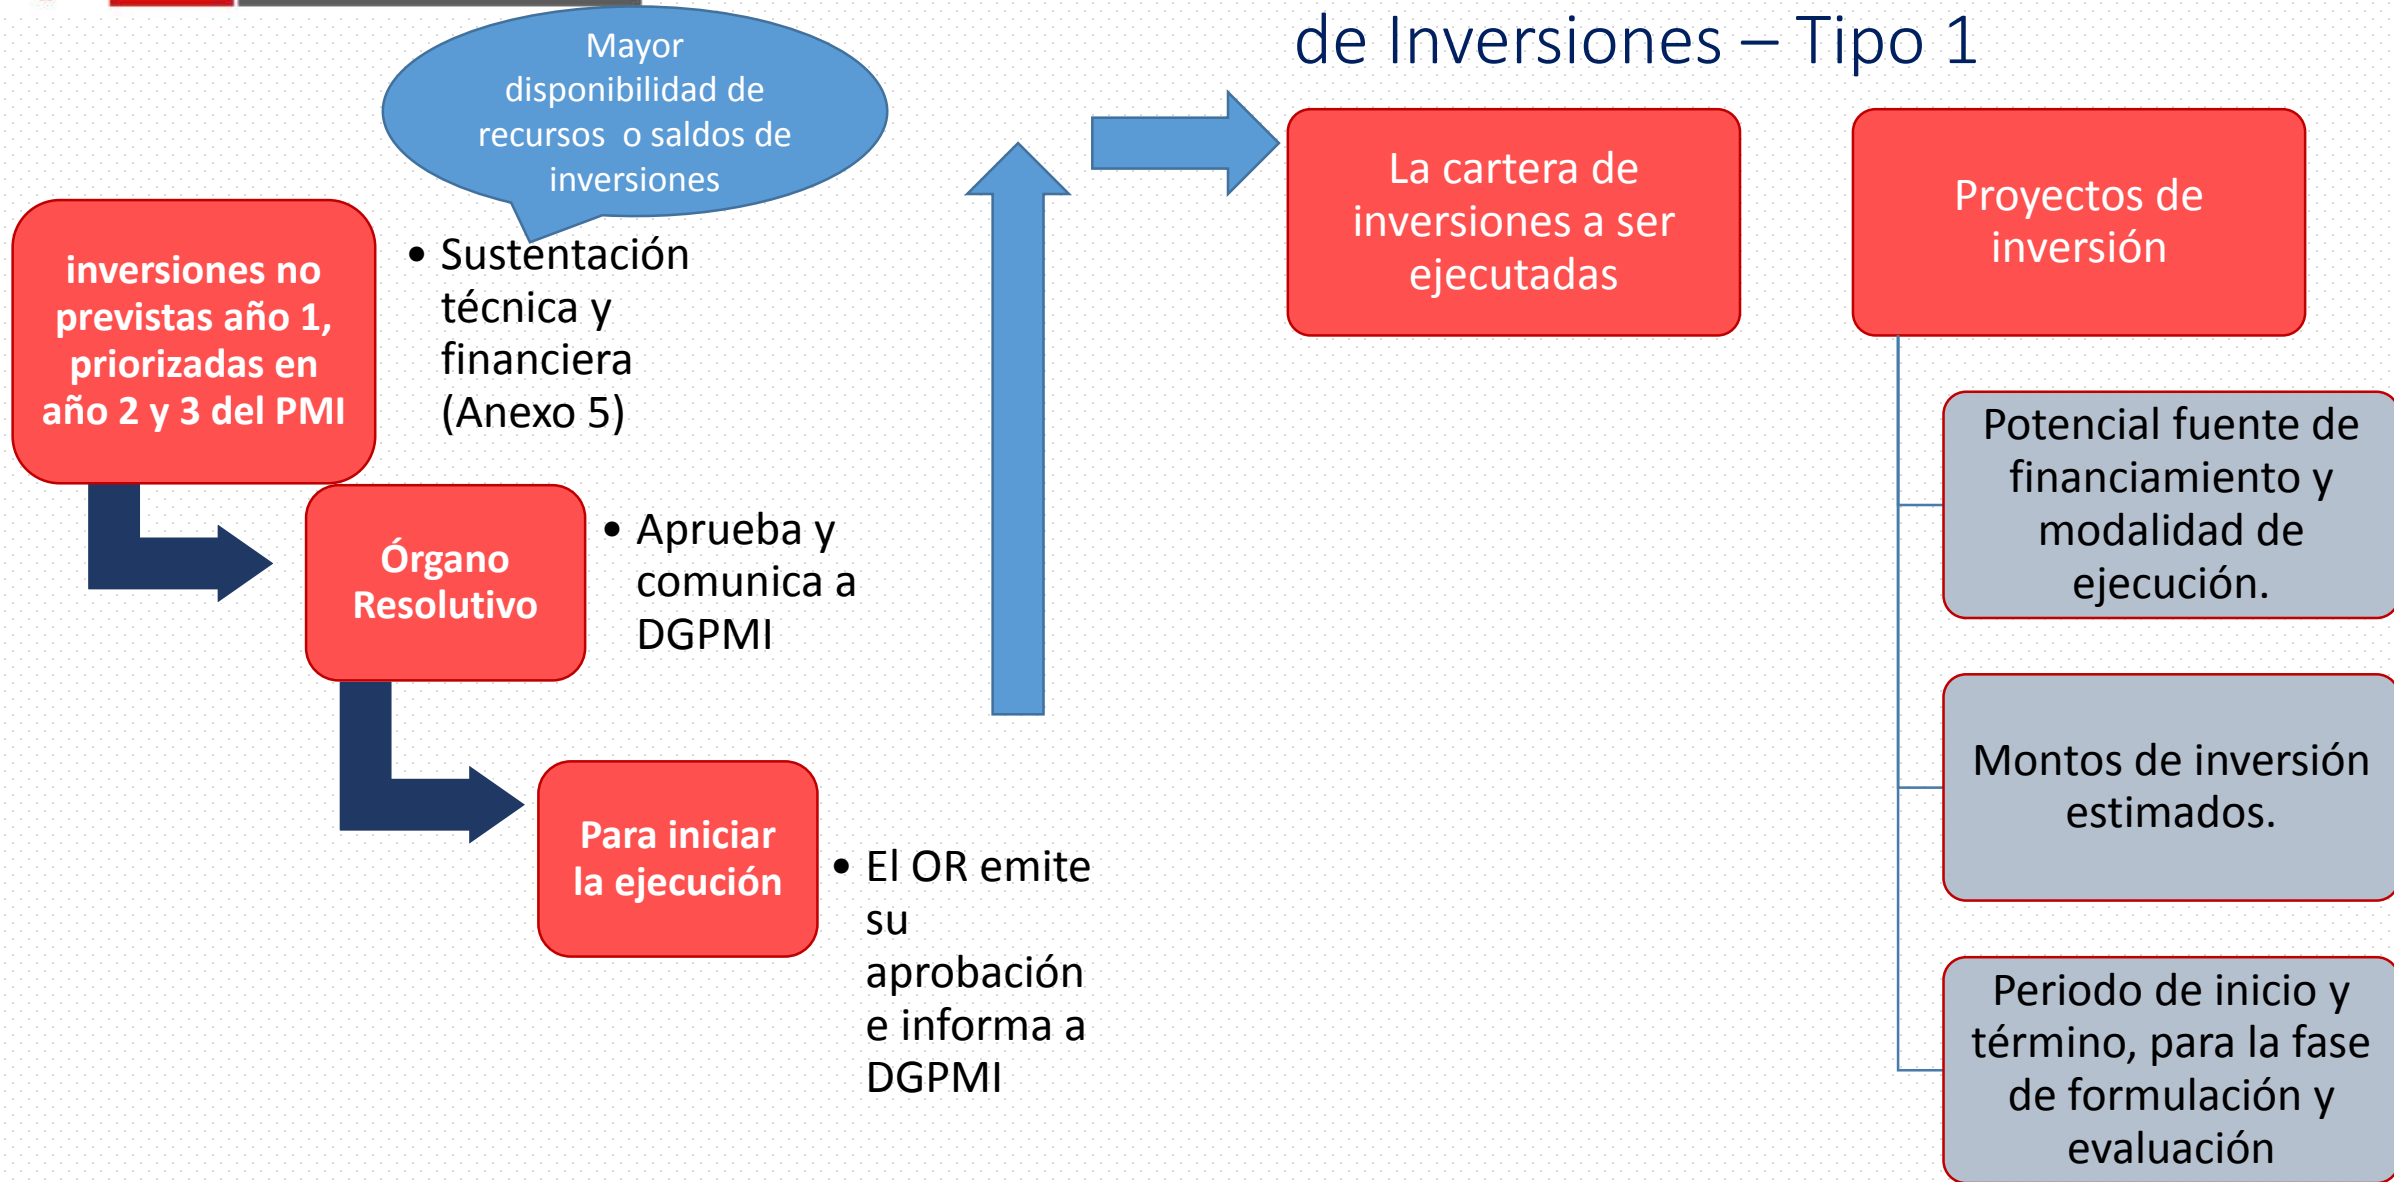 de Inversiones – Tipo 1
Mayor
disponibilidad de
recursos o saldos de
inversiones
inversiones no
previstas año 1,
priorizadas en
año 2 y 3 del PMI
• Sustentación
técnica y
financiera
(Anexo 5)
Órgano
Resolutivo
• Aprueba y
comunica a
DGPMI
Para iniciar
la ejecución
• El OR emite
su
aprobación
e informa a
DGPMI
La cartera de
inversiones a ser
ejecutadas
Proyectos de
inversión
Potencial fuente de
financiamiento y
modalidad de
ejecución.
Montos de inversión
estimados.
Periodo de inicio y
término, para la fase
de formulación y
evaluación